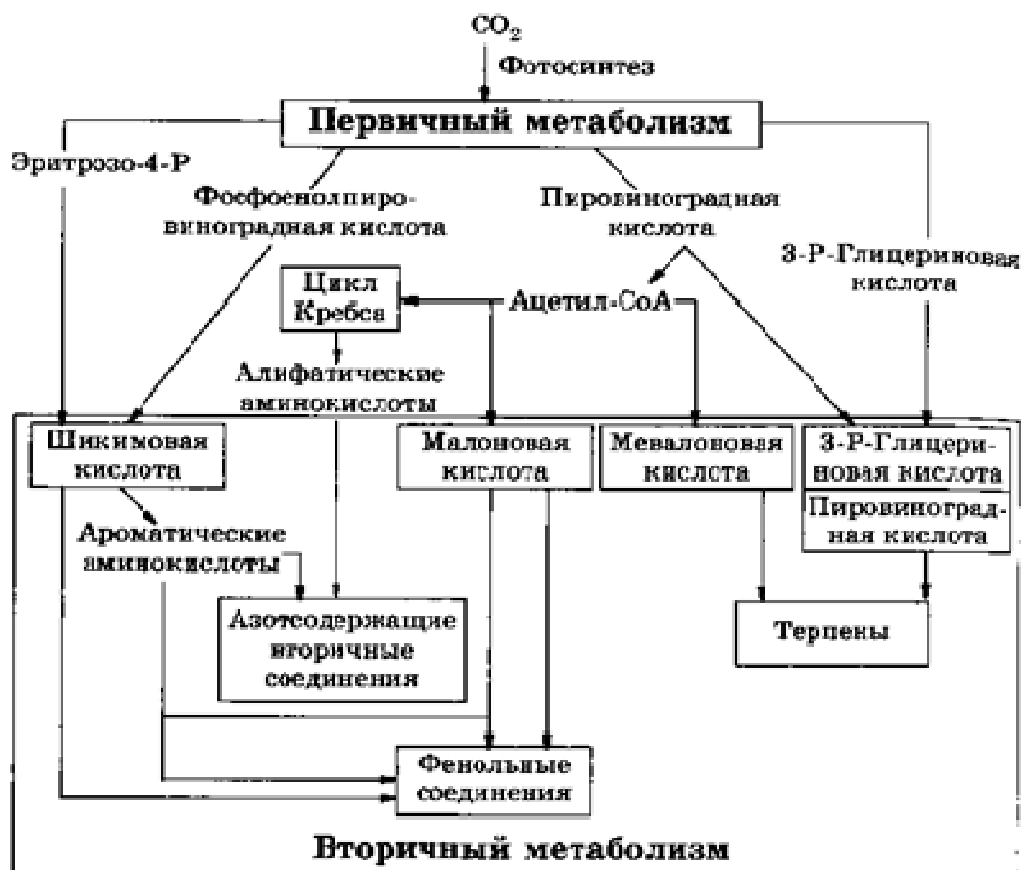 CO₂
Фотосинтез
Первичный метаболизм
Эритрозо-4-Р
Фосфоенолпиро-
виноградная кислота
Пировиноградная
кислота
3-Р-Глицериновая
кислота
Цикл
Кребса
Ацетил-СоА
Алифатические
аминокислоты
Шикимовая
кислота
Малоновая
кислота
Мевалоновая
кислота
3-Р-Глицери-
новая кислота
Пировиноград-
ная кислота
Ароматические
аминокислоты
Азотсодержащие
вторичные
соединения
Терпены
Фенольные
соединения
Вторичный метаболизм